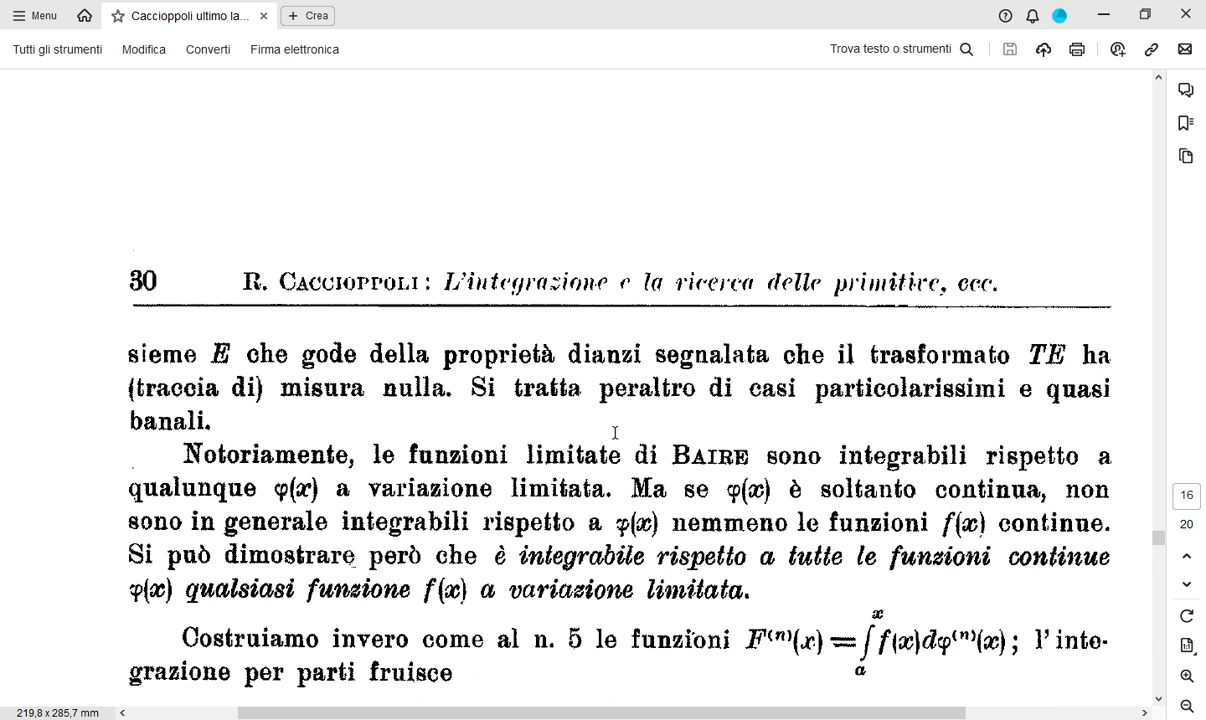 Menu
Caccioppoli ultimo la...
Crea
Tutti gli strumenti Modifica Converti Firma elettronica Trova testo o strumenti
30 R. CACCIOPPOLI: L'integrazione e la ricerca delle primitive, ecc.
sieme E che gode della proprietà dianzi segnalata che il trasformato TE ha
(traccia di) misura nulla. Si tratta peraltro di casi particolarissimi e quasi
banali.
Notoriamente, le funzioni limitate di BAIRE sono integrabili rispetto a
qualunque φ(x) a variazione limitata. Ma se φ(x) è soltanto continua, non
sono in generale integrabili rispetto a φ(x) nemmeno le funzioni f(x) continue.
Si può dimostrare però che è integrabile rispetto a tutte le funzioni continue
φ(x) qualsiasi funzione f(x) a variazione limitata.
Costruiamo invero come al n. 5 le funzioni F⁽ⁿ⁾(x) = ∫ₐˣ f(x)dφ⁽ⁿ⁾(x); l'inte-
grazione per parti fruisce
16
20
219,8 x 285,7 mm